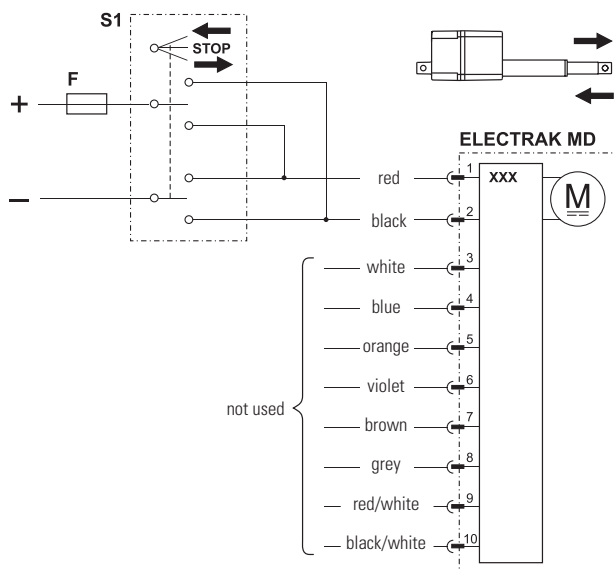 S1
STOP
F
+
−
ELECTRAK MD
red 1 XXX
M
black 2
white 3
blue 4
orange 5
violet 6
not used
brown 7
grey 8
red/white 9
black/white 10